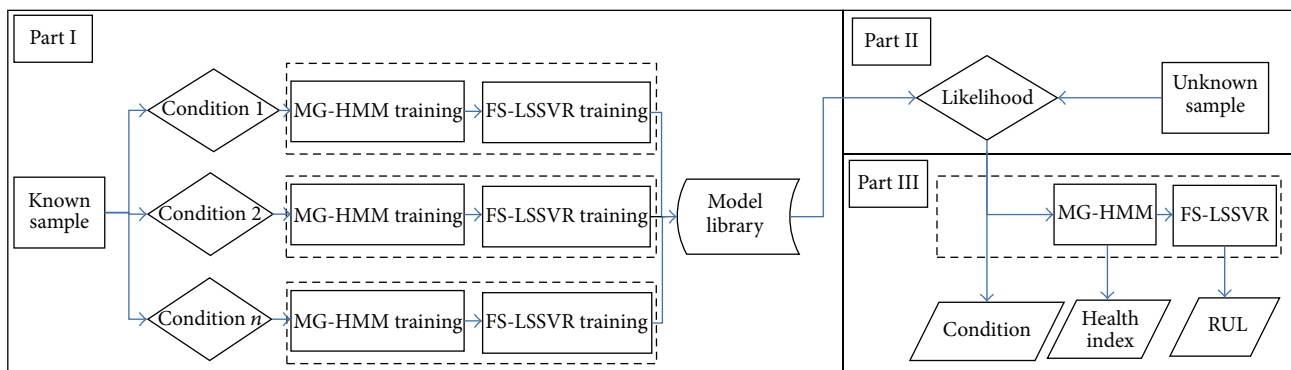 Part I
Known
sample
Condition 1
MG-HMM training
FS-LSSVR training
Condition 2
MG-HMM training
FS-LSSVR training
Condition n
MG-HMM training
FS-LSSVR training
Model
library
Part II
Likelihood
Unknown
sample
Part III
MG-HMM
FS-LSSVR
Condition
Health
index
RUL